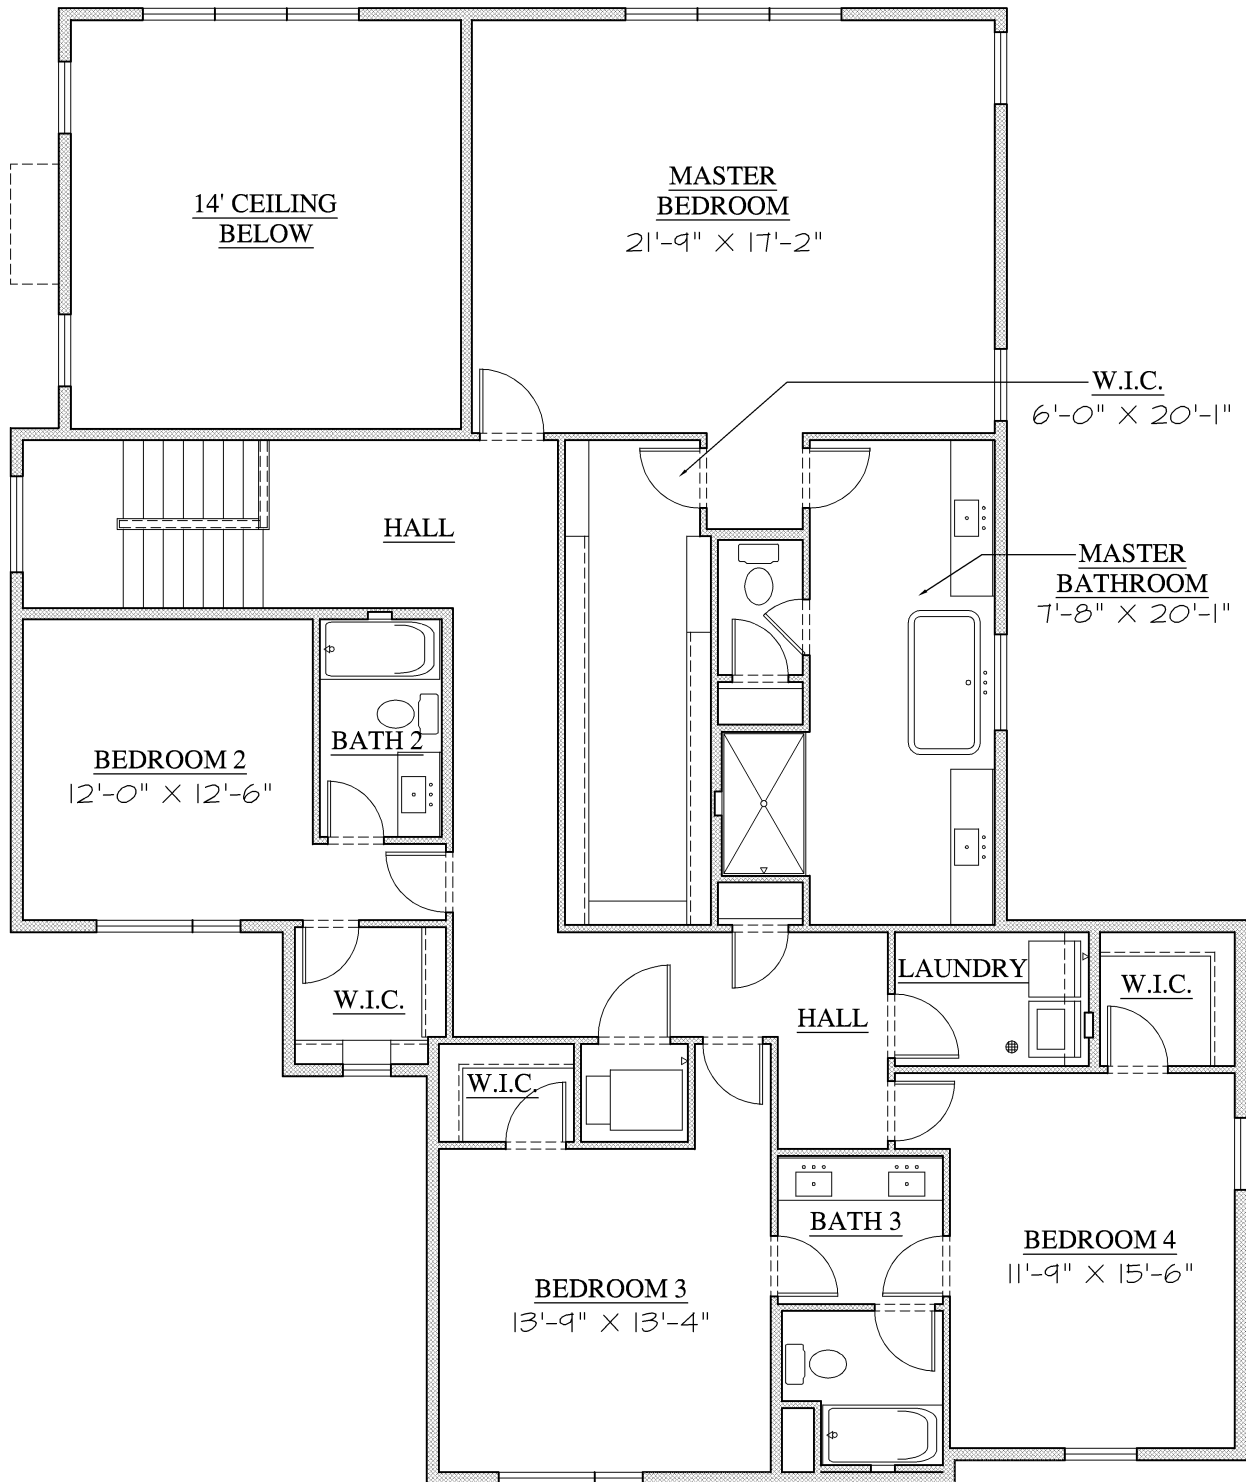 14' CEILING
BELOW
MASTER
BEDROOM
21'-9" X 17'-2"
W.I.C.
6'-0" X 20'-1"
HALL
MASTER
BATHROOM
7'-8" X 20'-1"
BEDROOM 2
12'-0" X 12'-6"
BATH 2
W.I.C.
LAUNDRY
W.I.C.
HALL
W.I.C.
BATH 3
BEDROOM 4
11'-9" X 15'-6"
BEDROOM 3
13'-9" X 13'-4"